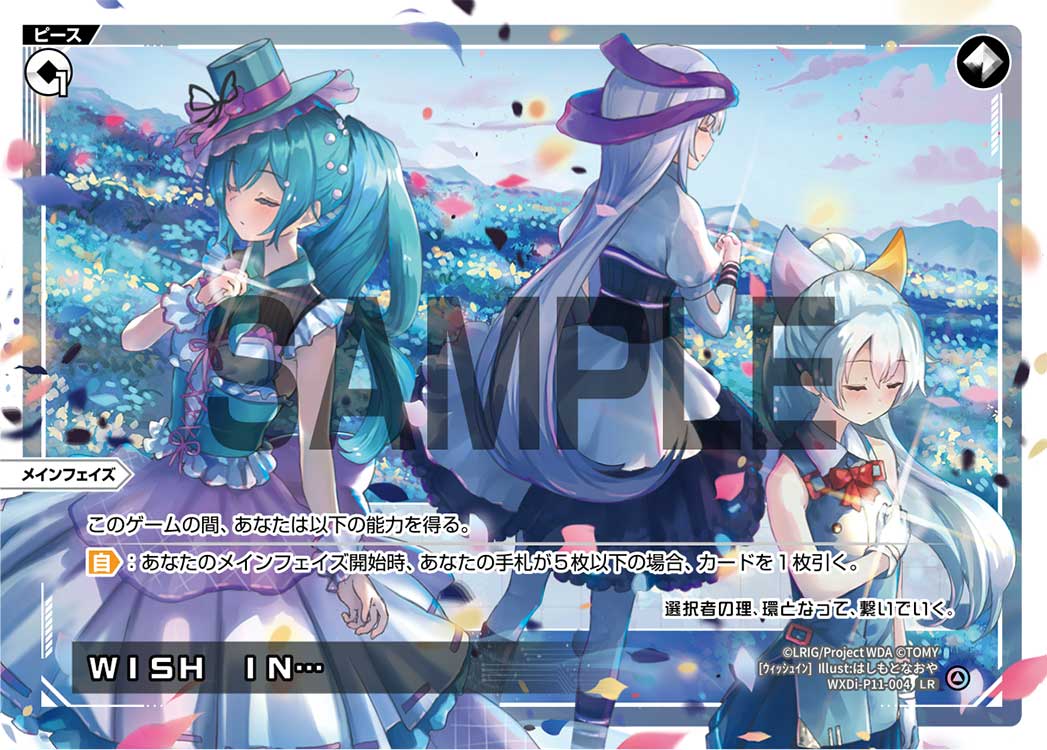 ピース
1
SAMPLE
メインフェイズ
このゲームの間、あなたは以下の能力を得る。
自：あなたのメインフェイズ開始時、あなたの手札が５枚以下の場合、カードを１枚引く。
選択者の理、環となって、繋いでいく。
WISH IN…
©LRIG/Project WDA ©TOMY
[ウィッシュイン] Illust:はしもとなおや
WXDi-P11-004 LR